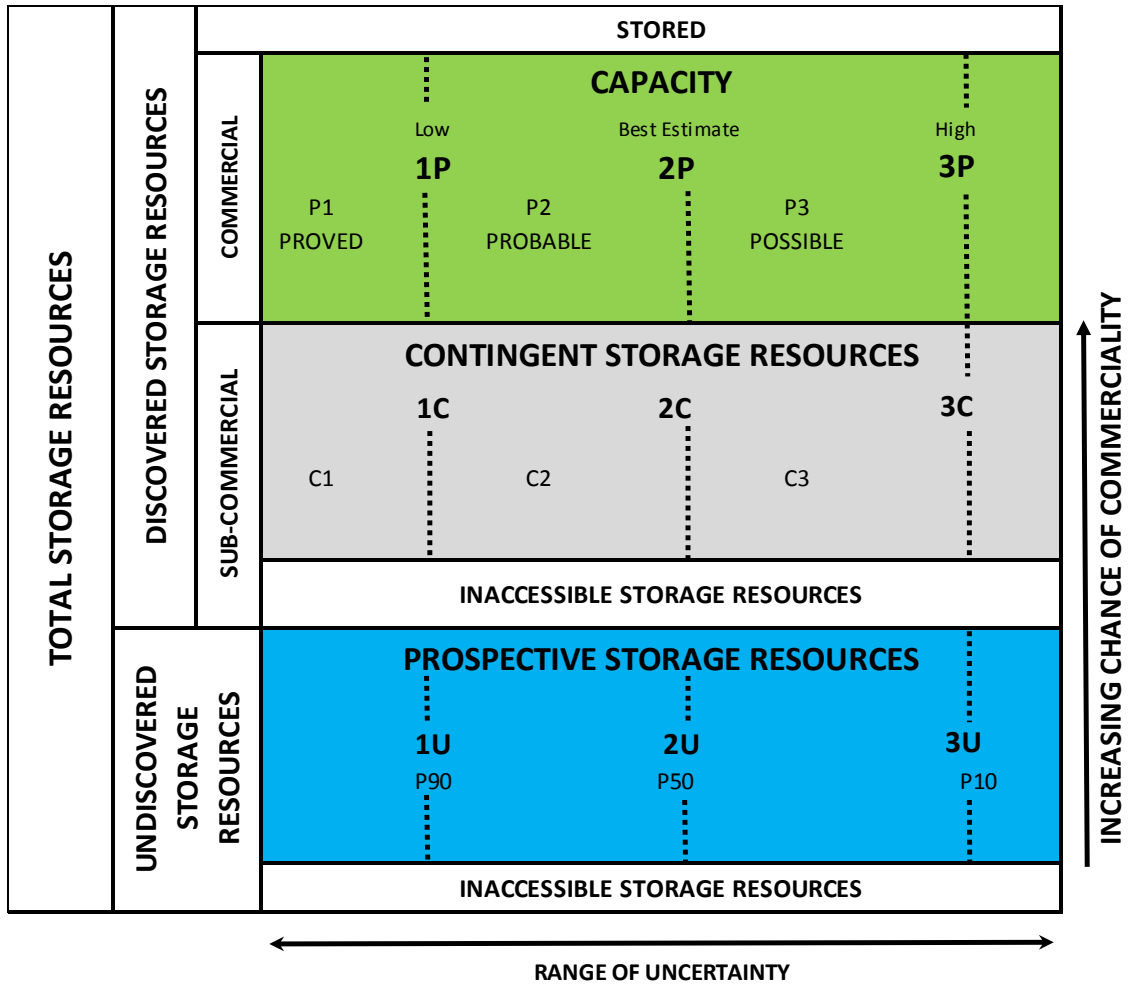 TOTAL STORAGE RESOURCES
DISCOVERED STORAGE RESOURCES
STORED
COMMERCIAL
CAPACITY
Low
Best Estimate
High
1P
2P
3P
P1
PROVED
P2
PROBABLE
P3
POSSIBLE
SUB-COMMERCIAL
CONTINGENT STORAGE RESOURCES
1C
2C
3C
C1
C2
C3
INACCESSIBLE STORAGE RESOURCES
UNDISCOVERED
STORAGE
RESOURCES
PROSPECTIVE STORAGE RESOURCES
1U
2U
3U
P90
P50
P10
INACCESSIBLE STORAGE RESOURCES
INCREASING CHANCE OF COMMERCIALITY
RANGE OF UNCERTAINTY